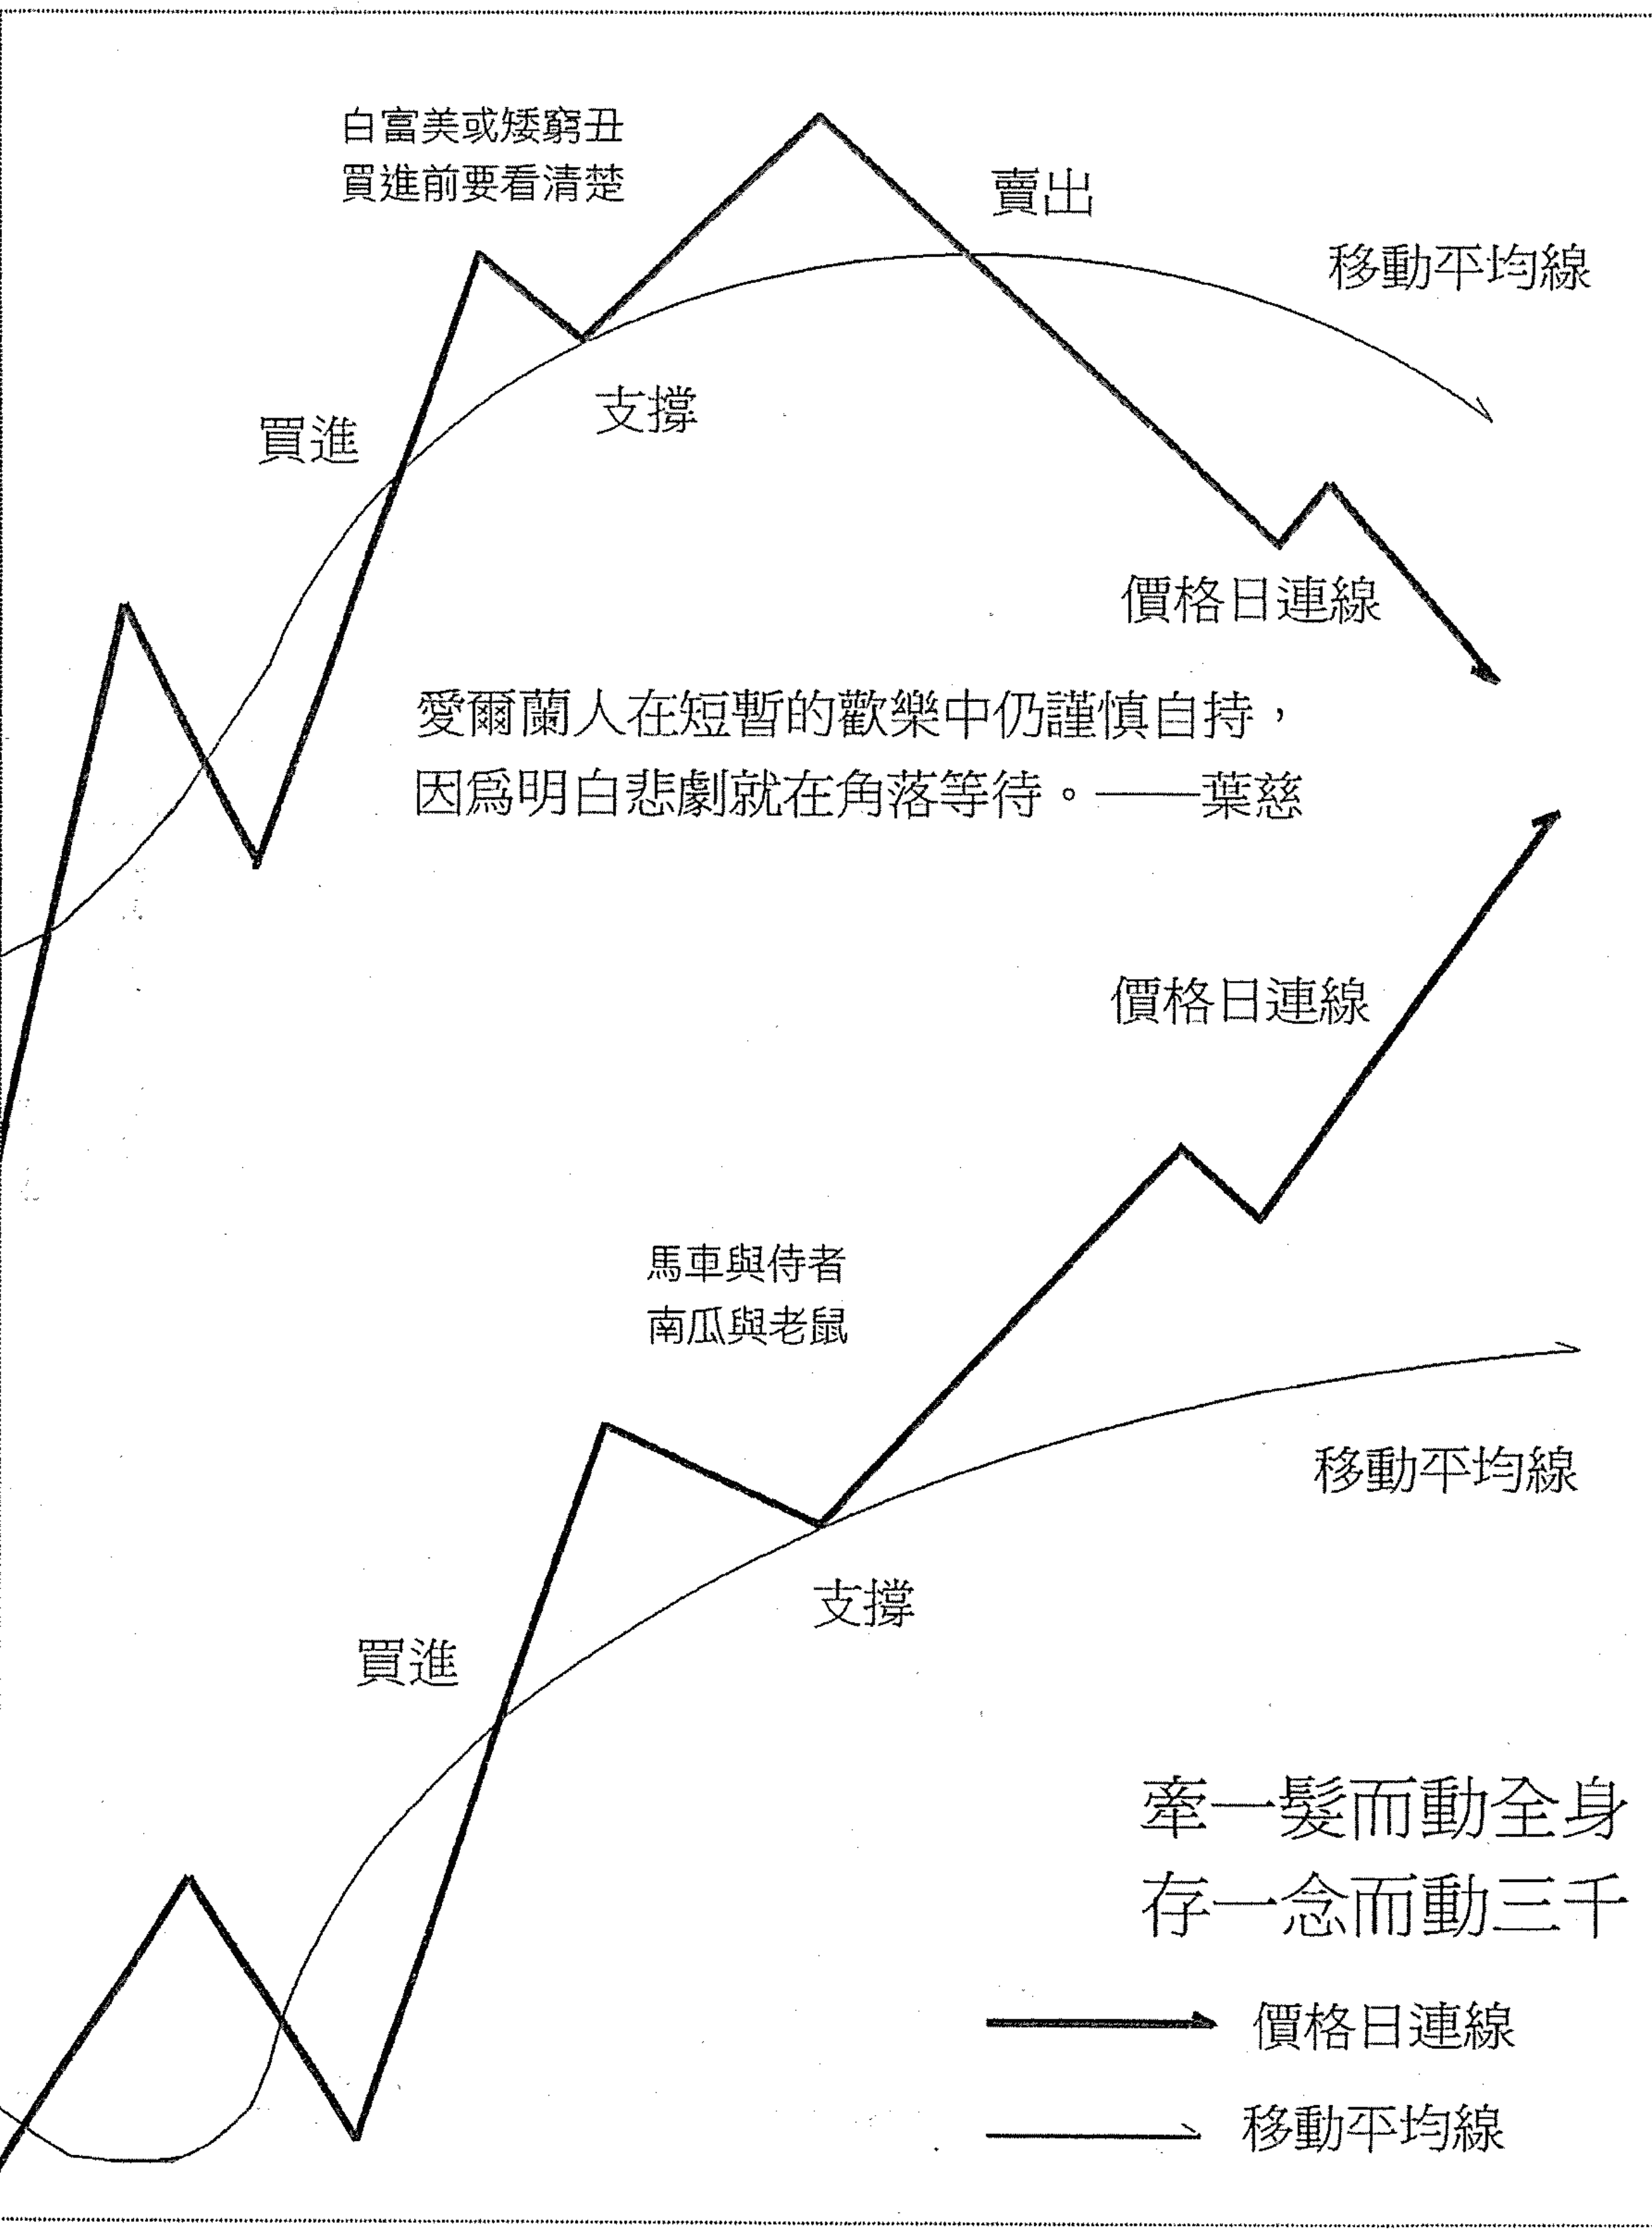 白富美或矮窮丑
買進前要看清楚
賣出
移動平均線
支撐
買進
價格日連線
愛爾蘭人在短暫的歡樂中仍謹慎自持，
因為明白悲劇就在角落等待。——葉慈
價格日連線
馬車與侍者
南瓜與老鼠
移動平均線
支撐
買進
牽一髮而動全身
存一念而動三千
價格日連線
移動平均線